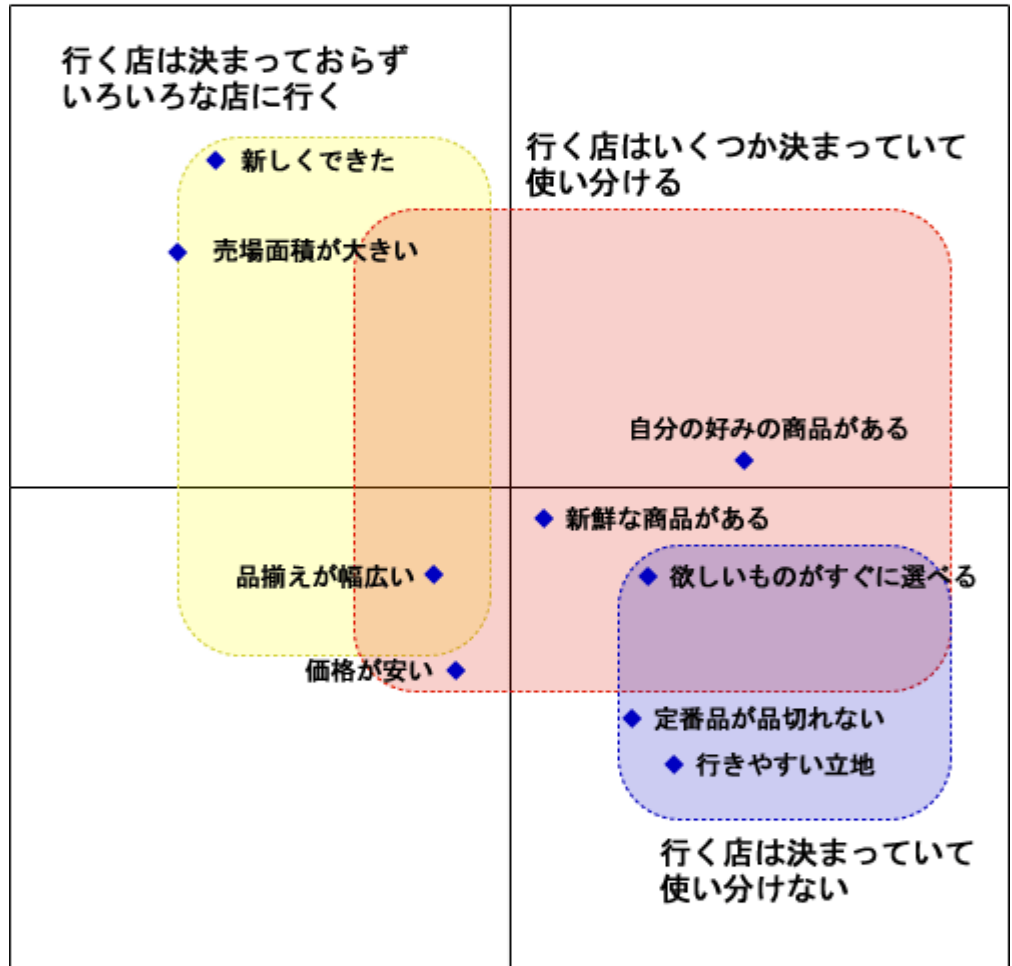 行く店は決まっておらず
いろいろな店に行く
行く店はいくつか決まっていて
使い分ける
新しくできた
売場面積が大きい
自分の好みの商品がある
新鮮な商品がある
品揃えが幅広い
欲しいものがすぐに選べる
価格が安い
定番品が品切れない
行きやすい立地
行く店は決まっていて
使い分けない